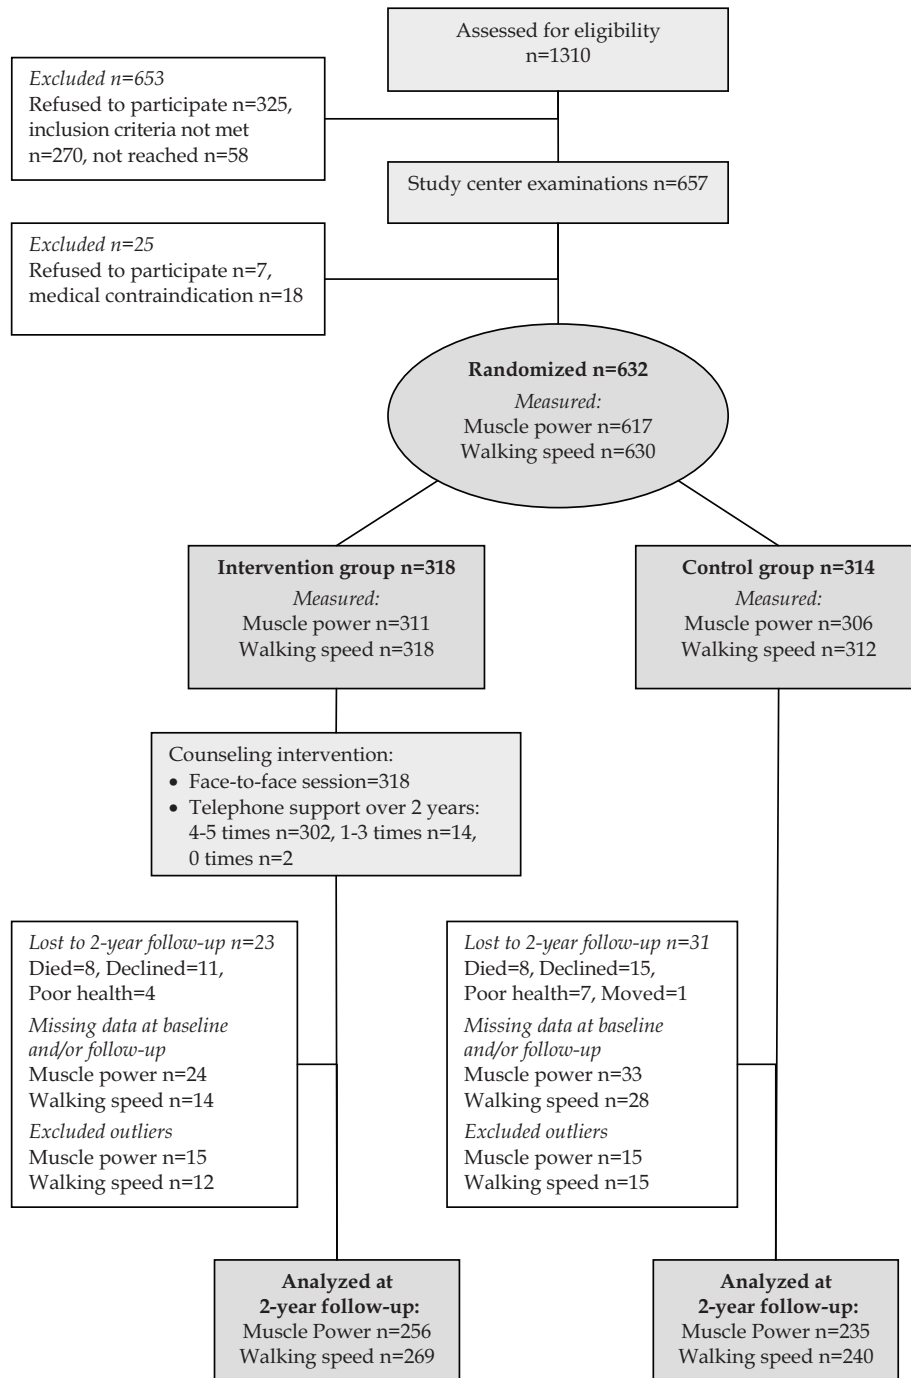 Assessed for eligibility
n=1310
Excluded n=653
Refused to participate n=325,
inclusion criteria not met
n=270, not reached n=58
Study center examinations n=657
Excluded n=25
Refused to participate n=7,
medical contraindication n=18
Randomized n=632
Measured:
Muscle power n=617
Walking speed n=630
Intervention group n=318
Measured:
Muscle power n=311
Walking speed n=318
Control group n=314
Measured:
Muscle power n=306
Walking speed n=312
Counseling intervention:
• Face-to-face session=318
• Telephone support over 2 years:
4-5 times n=302, 1-3 times n=14,
0 times n=2
Lost to 2-year follow-up n=23
Died=8, Declined=11,
Poor health=4
Missing data at baseline
and/or follow-up
Muscle power n=24
Walking speed n=14
Excluded outliers
Muscle power n=15
Walking speed n=12
Lost to 2-year follow-up n=31
Died=8, Declined=15,
Poor health=7, Moved=1
Missing data at baseline
and/or follow-up
Muscle power n=33
Walking speed n=28
Excluded outliers
Muscle power n=15
Walking speed n=15
Analyzed at
2-year follow-up:
Muscle Power n=256
Walking speed n=269
Analyzed at
2-year follow-up:
Muscle Power n=235
Walking speed n=240